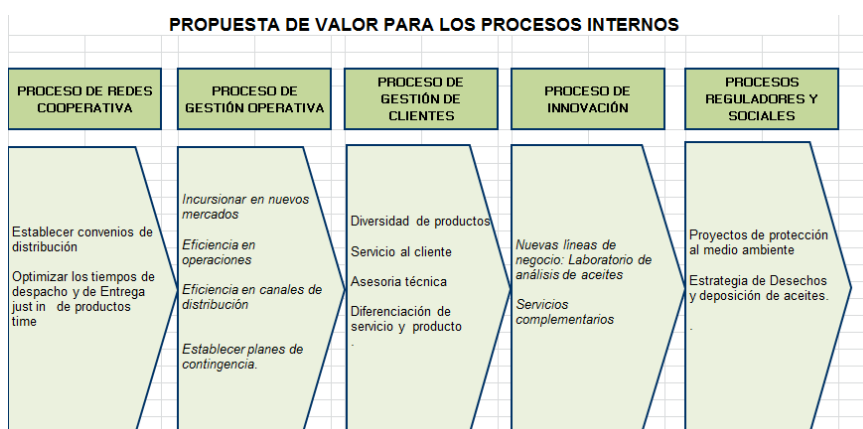 PROPUESTA DE VALOR PARA LOS PROCESOS INTERNOS
PROCESO DE REDES
COOPERATIVA
PROCESO DE
GESTIÓN OPERATIVA
PROCESO DE
GESTIÓN DE
CLIENTES
PROCESO DE
INNOVACIÓN
PROCESOS
REGULADORES Y
SOCIALES
Establecer convenios de
distribución
Optimizar los tiempos de
despacho y de Entrega
just in de productos
time
Incursionar en nuevos
mercados
Eficiencia en
operaciones
Eficiencia en canales de
distribución
Establecer planes de
contingencia.
Diversidad de productos
Servicio al cliente
Asesoria técnica
Diferenciación de
servicio y producto
.
Nuevas líneas de
negocio: Laboratorio de
análisis de aceites
Servicios
complementarios
Proyectos de protección
al medio ambiente
Estrategia de Desechos
y deposición de aceites.
.